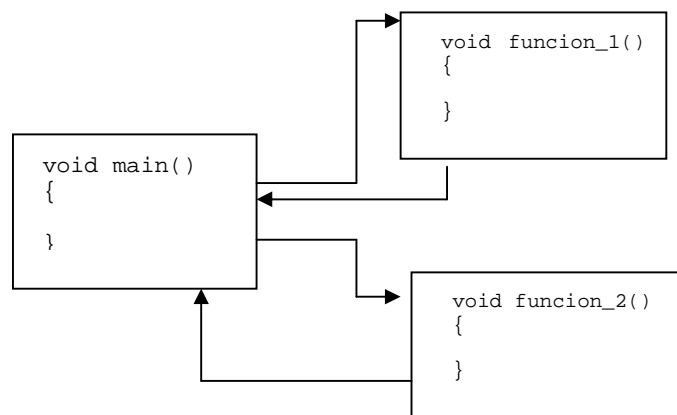 void funcion_1()
{
}
void main()
{
}
void funcion_2()
{
}